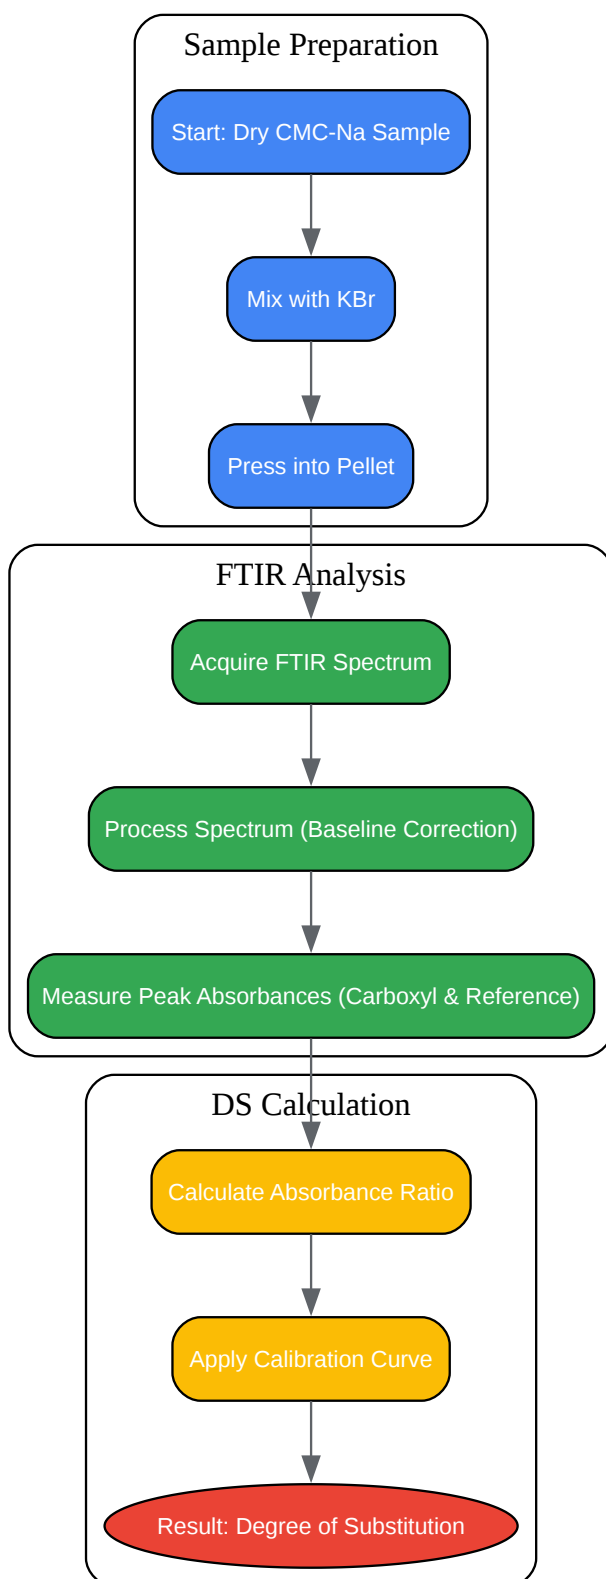 Sample Preparation
Start: Dry CMC-Na Sample
Mix with KBr
Press into Pellet
FTIR Analysis
Acquire FTIR Spectrum
Process Spectrum (Baseline Correction)
Measure Peak Absorbances (Carboxyl & Reference)
DS Calculation
Calculate Absorbance Ratio
Apply Calibration Curve
Result: Degree of Substitution